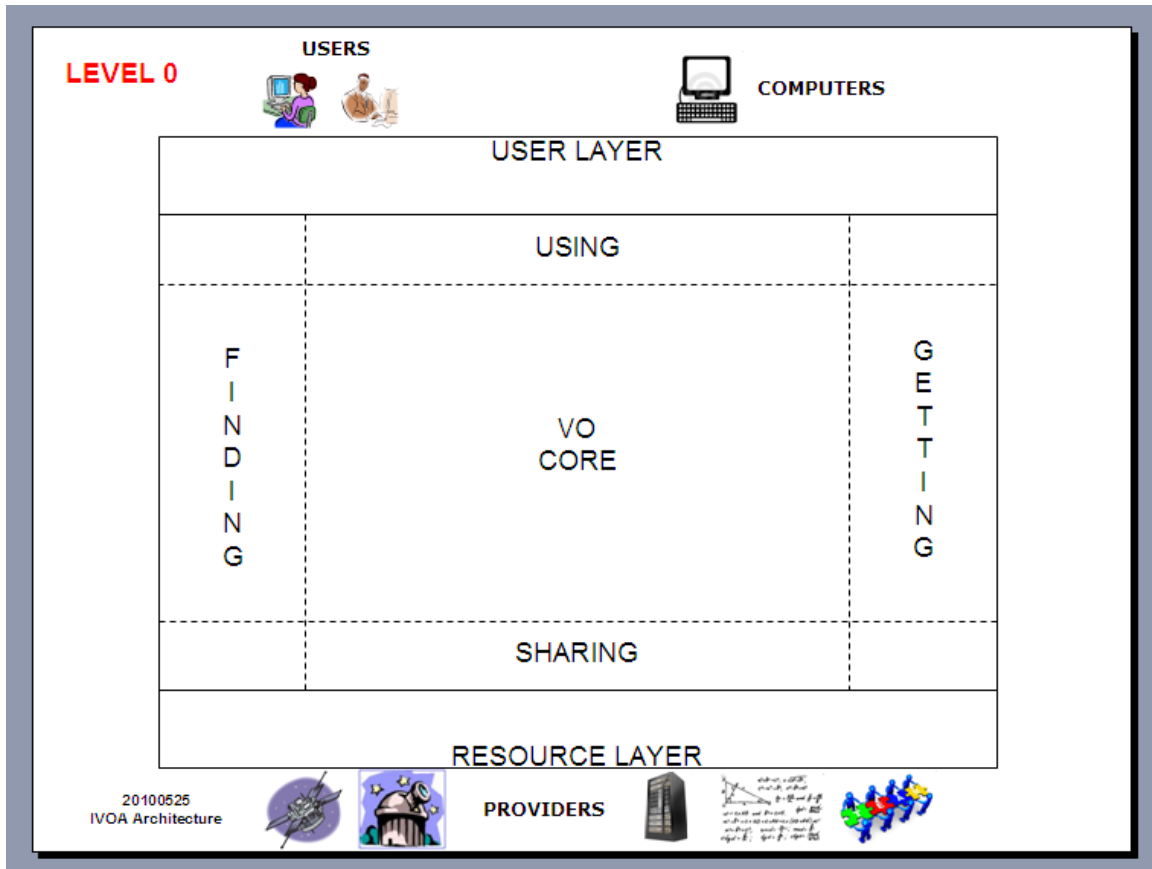 LEVEL 0
USERS
COMPUTERS
USER LAYER
USING
FINDING
VO
CORE
GETTING
SHARING
RESOURCE LAYER
20100525
IVOA Architecture
PROVIDERS